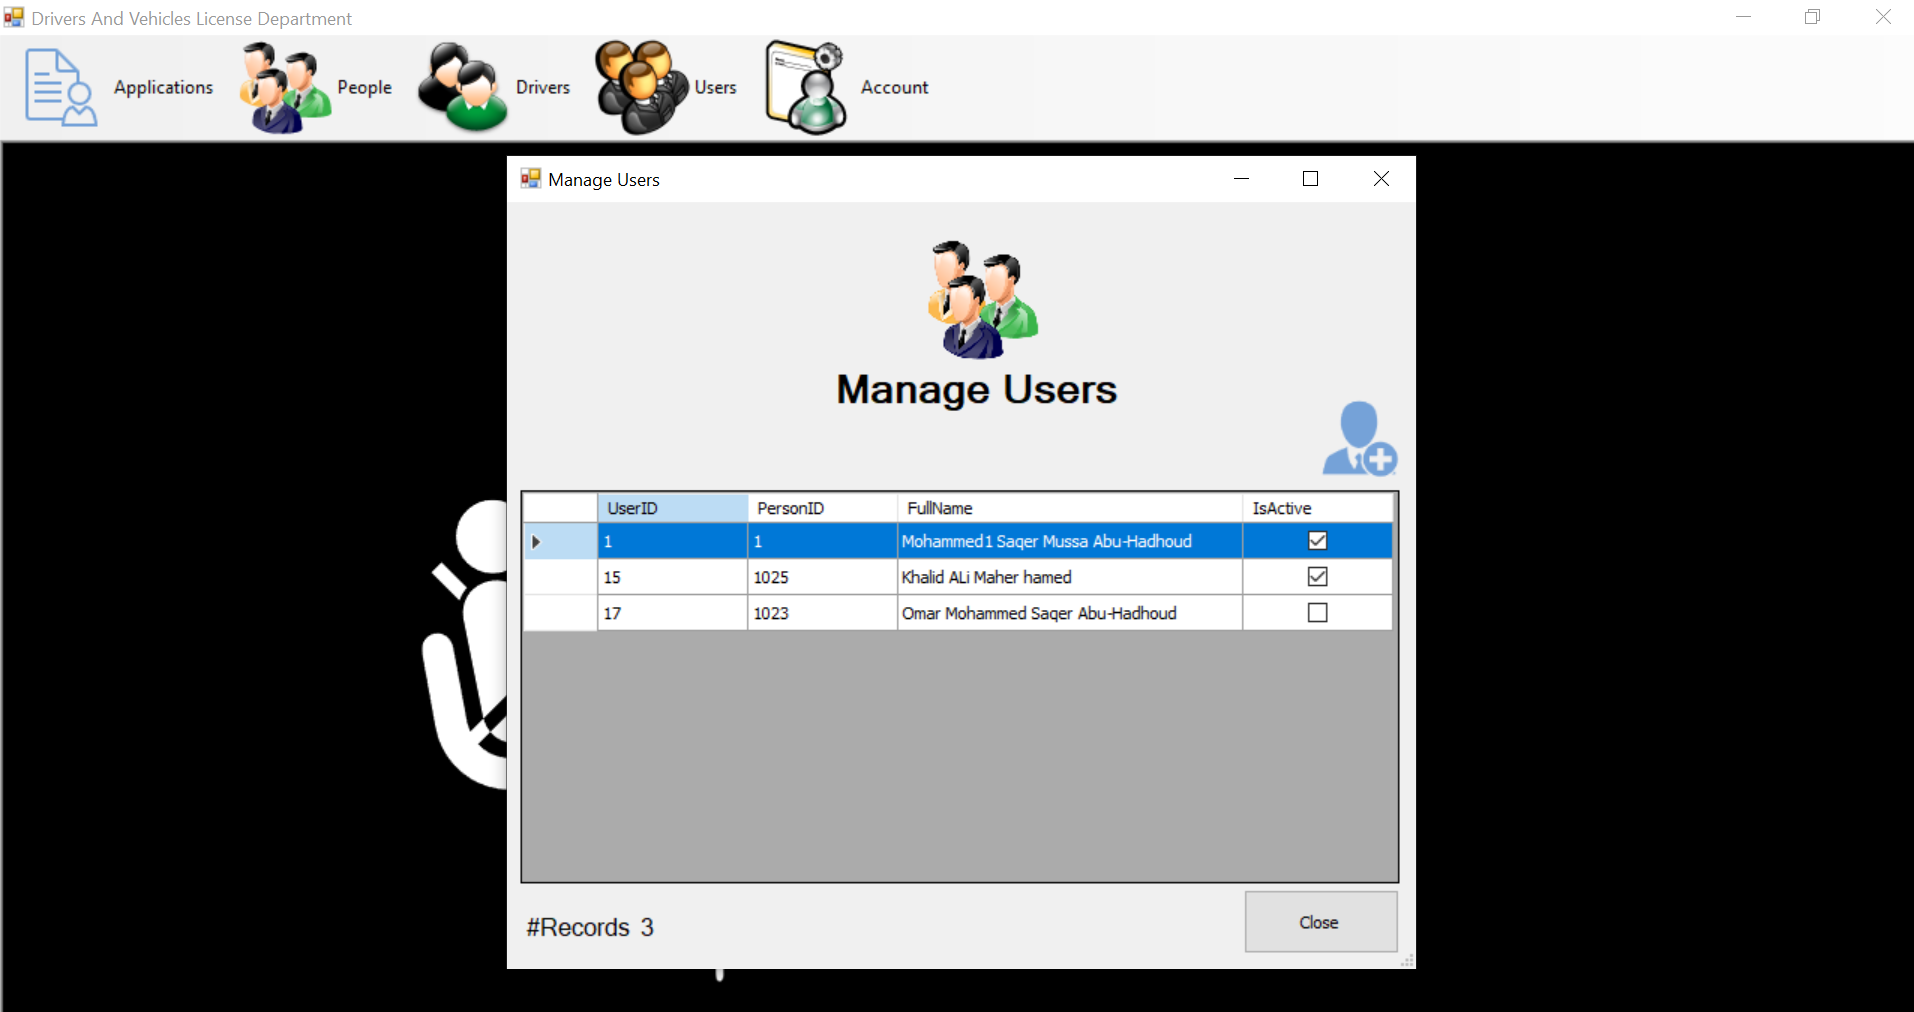 Drivers And Vehicles License Department
Applications People Drivers Users Account
Manage Users
Manage Users
UserID PersonID FullName IsActive
1 1 Mohammed1 Saqer Mussa Abu-Hadhoud
15 1025 Khalid ALi Maher hamed
17 1023 Omar Mohammed Saqer Abu-Hadhoud
#Records 3
Close